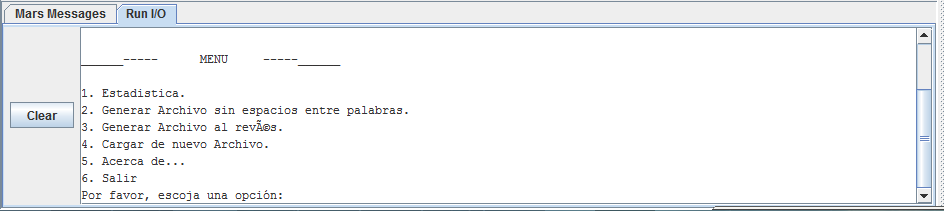 Mars Messages Run I/O
______-----      MENU     -----______
1. Estadistica.
2. Generar Archivo sin espacios entre palabras.
3. Generar Archivo al revÃ©s.
Clear
4. Cargar de nuevo Archivo.
5. Acerca de...
6. Salir
Por favor, escoja una opción: